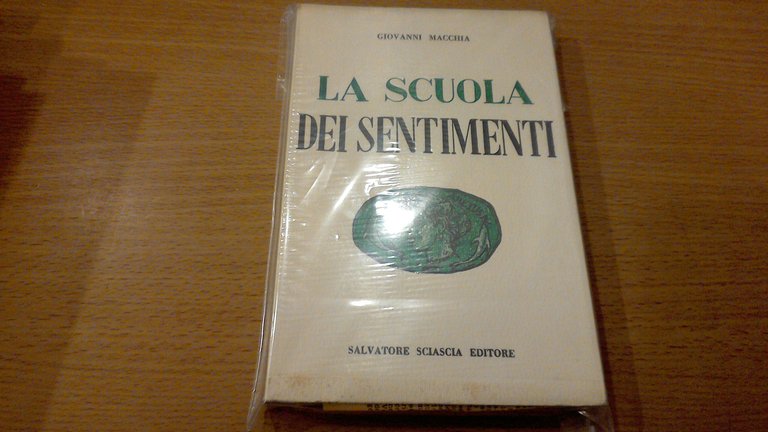 GIOVANNI MACCHIA
LA SCUOLA
DEI SENTIMENTI
SALVATORE SCIASCIA EDITORE